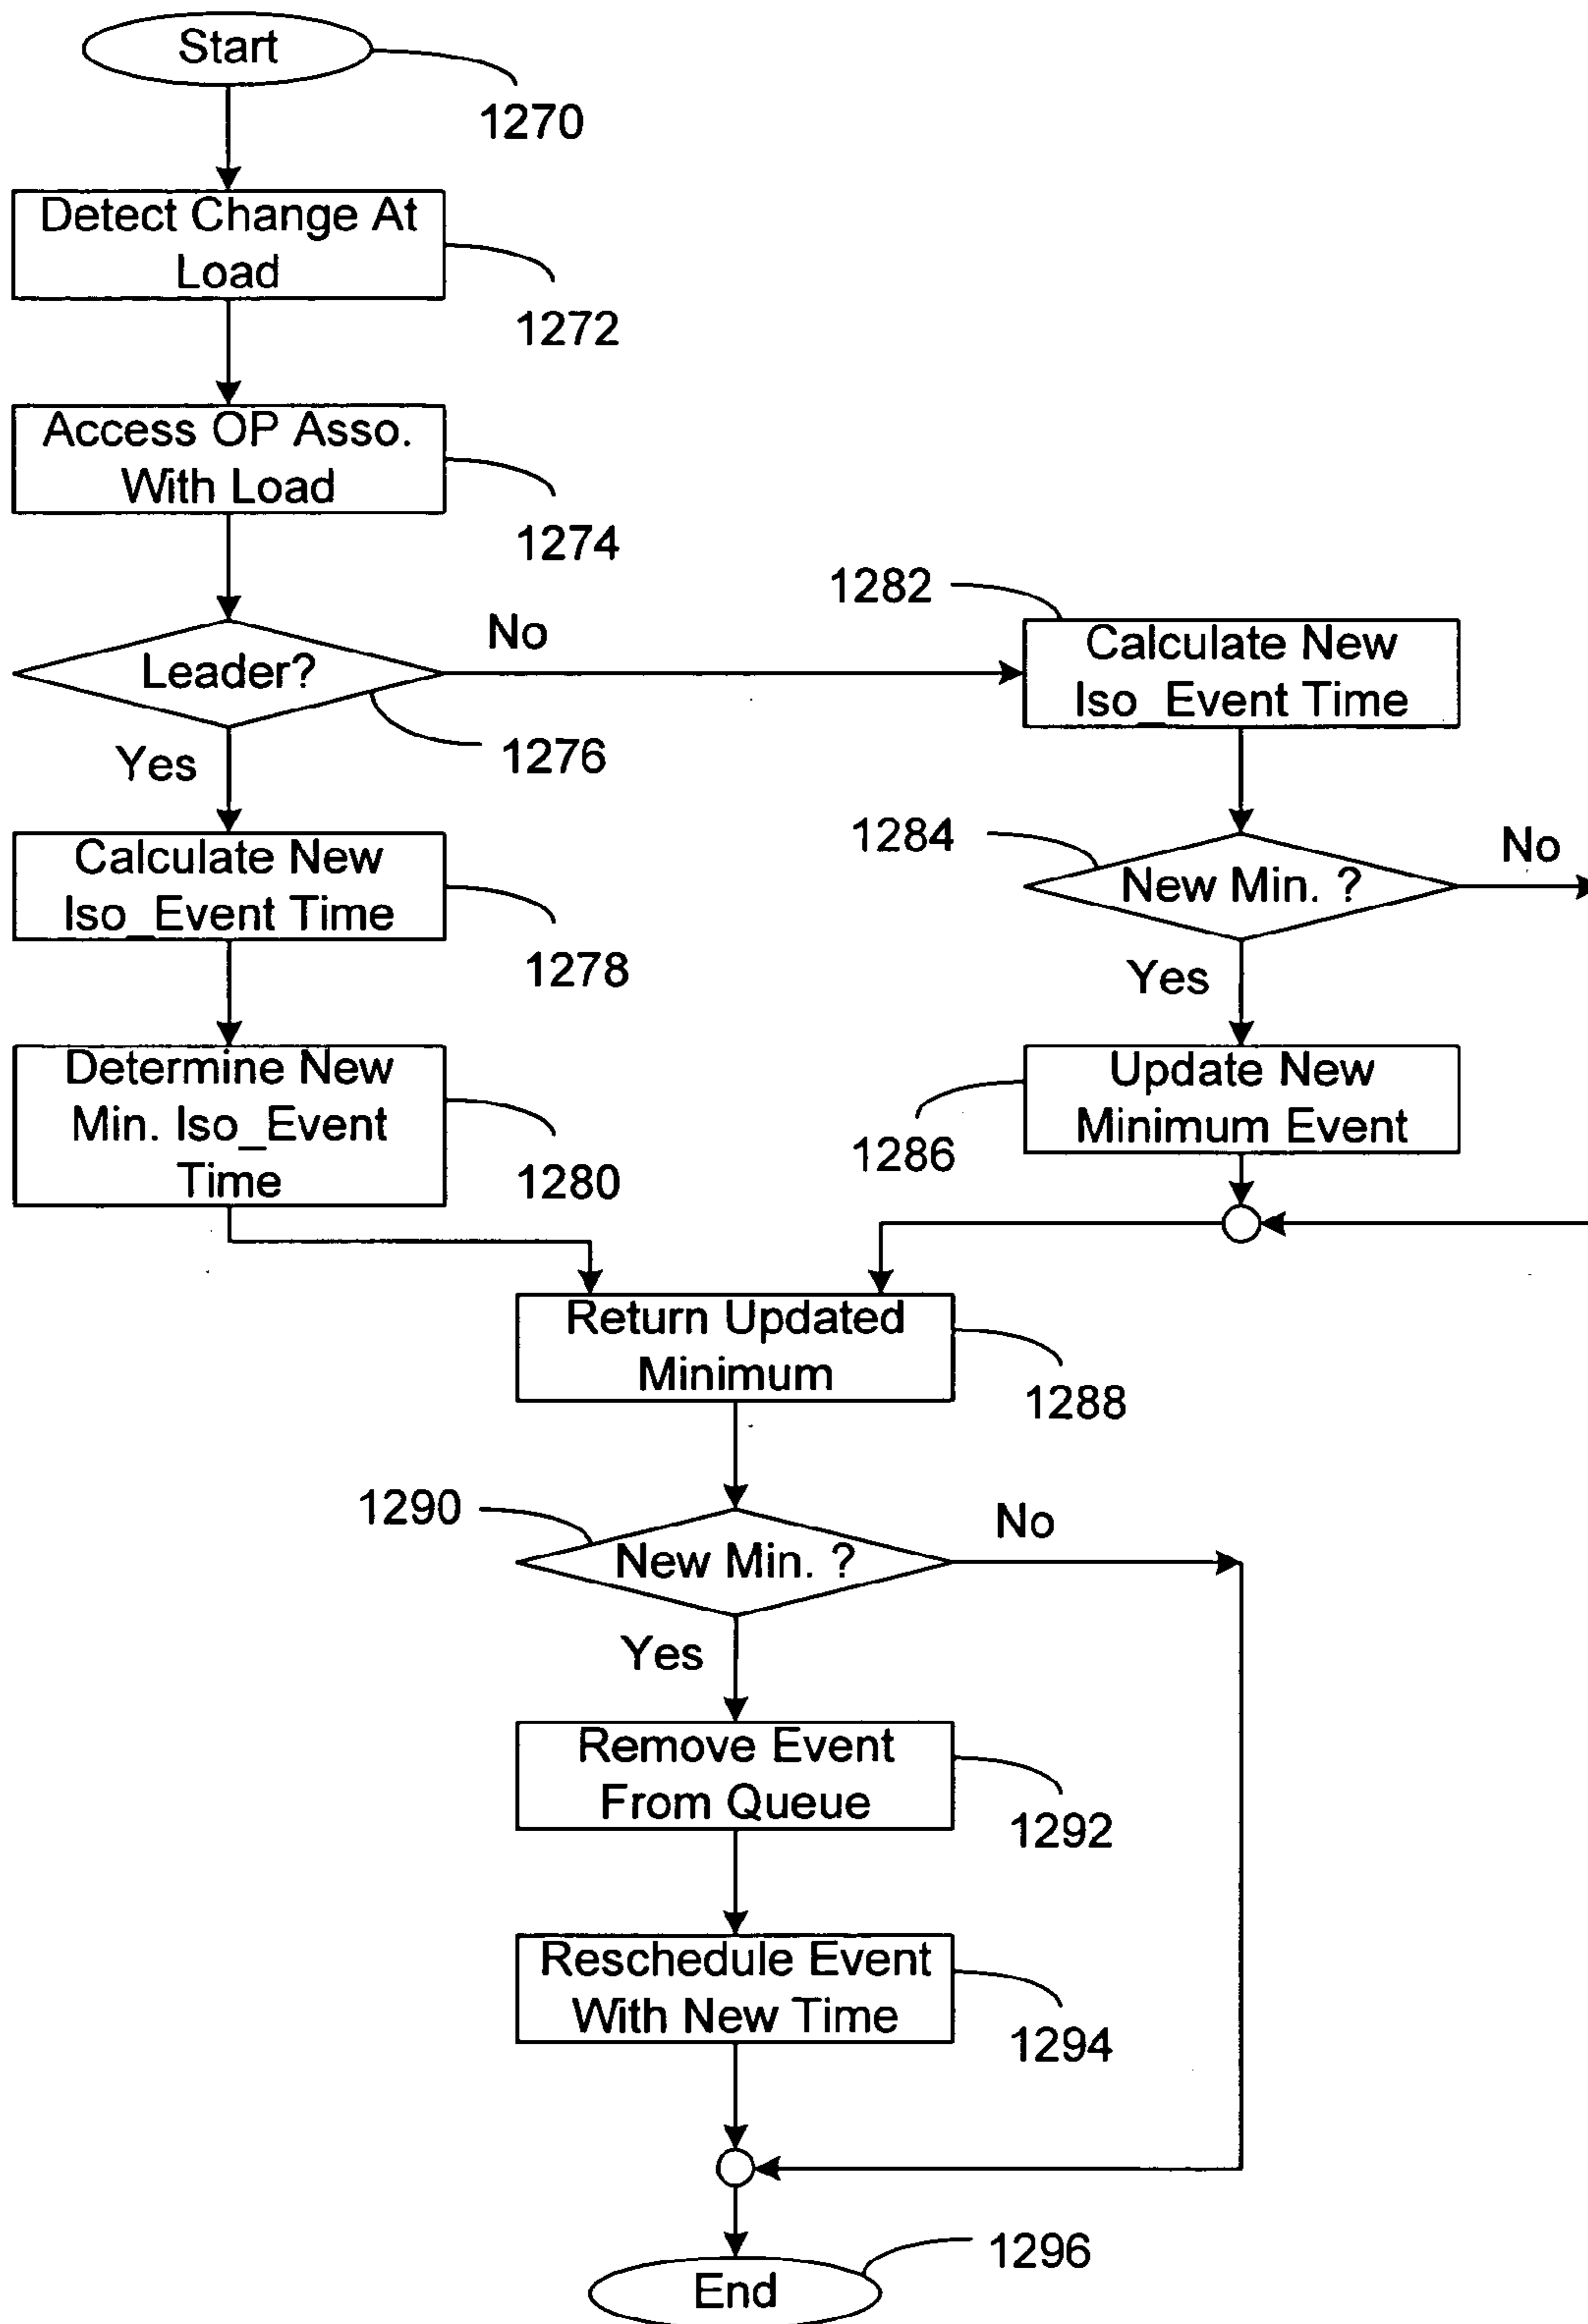 Start
1270
Detect Change At
Load
1272
Access OP Asso.
With Load
1274
Leader?
No
1276
Yes
1282
Calculate New
Iso_Event Time
1284
New Min. ?
No
Yes
Calculate New
Iso_Event Time
1278
Determine New
Min. Iso_Event
Time
1280
Update New
Minimum Event
1286
Return Updated
Minimum
1288
1290
New Min. ?
No
Yes
Remove Event
From Queue
1292
Reschedule Event
With New Time
1294
1296
End